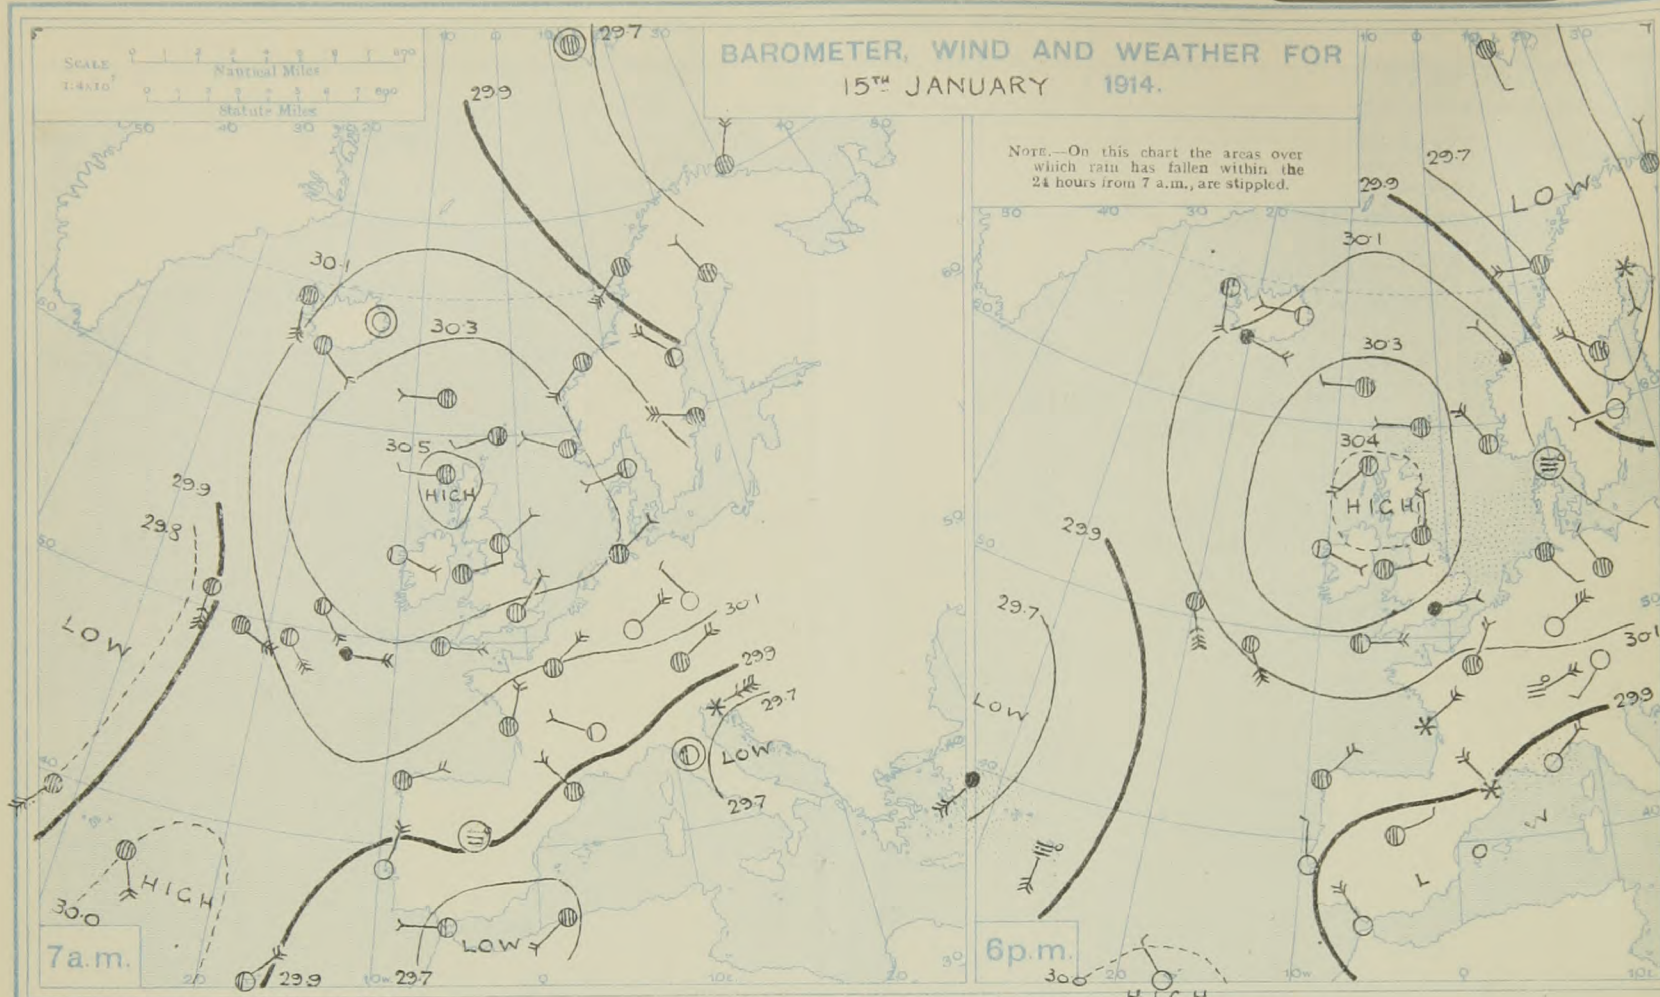 SCALE
Nautical Miles
Statute Miles
BAROMETER, WIND AND WEATHER FOR
15TH JANUARY 1914.
NOTE.—On this chart the areas over
which rain has fallen within the
24 hours from 7 a.m., are stippled.
29.7
29.9
30.1
30.3
30.5
HIGH
29.9
29.8
LOW
30.1
29.9
29.7
LOW
29.7
HIGH
30.0
LOW
29.9
29.7
7a.m.
29.7
29.9
LOW
30.1
30.3
30.4
HIGH
29.9
29.7
LOW
30.1
29.9
30.0
HIGH
6p.m.